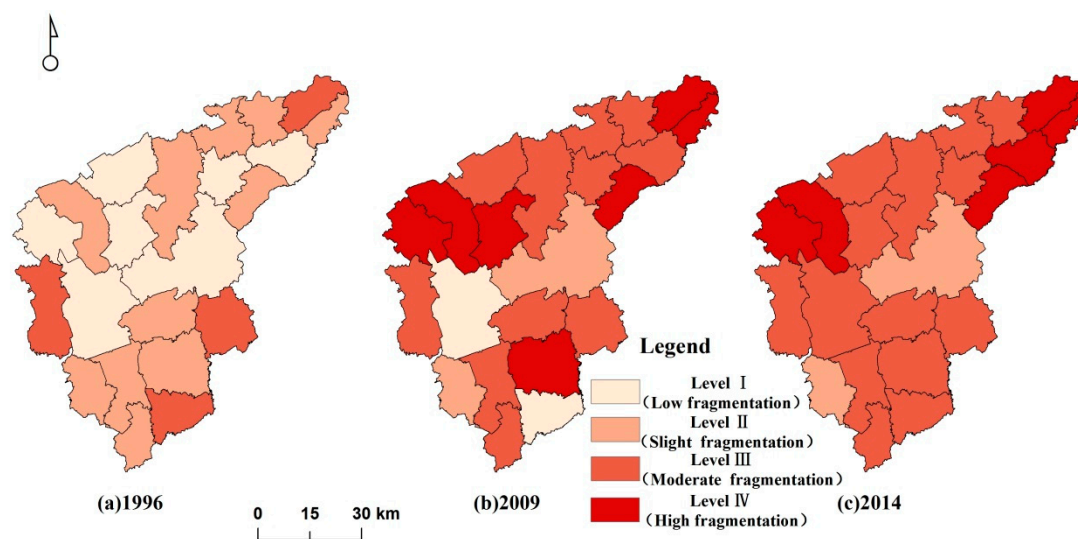 Legend
Level Ⅰ
（Low fragmentation）
Level Ⅱ
（Slight fragmentation）
Level Ⅲ
（Moderate fragmentation）
Level Ⅳ
（High fragmentation）
(a)1996
(b)2009
(c)2014
0 15 30 km